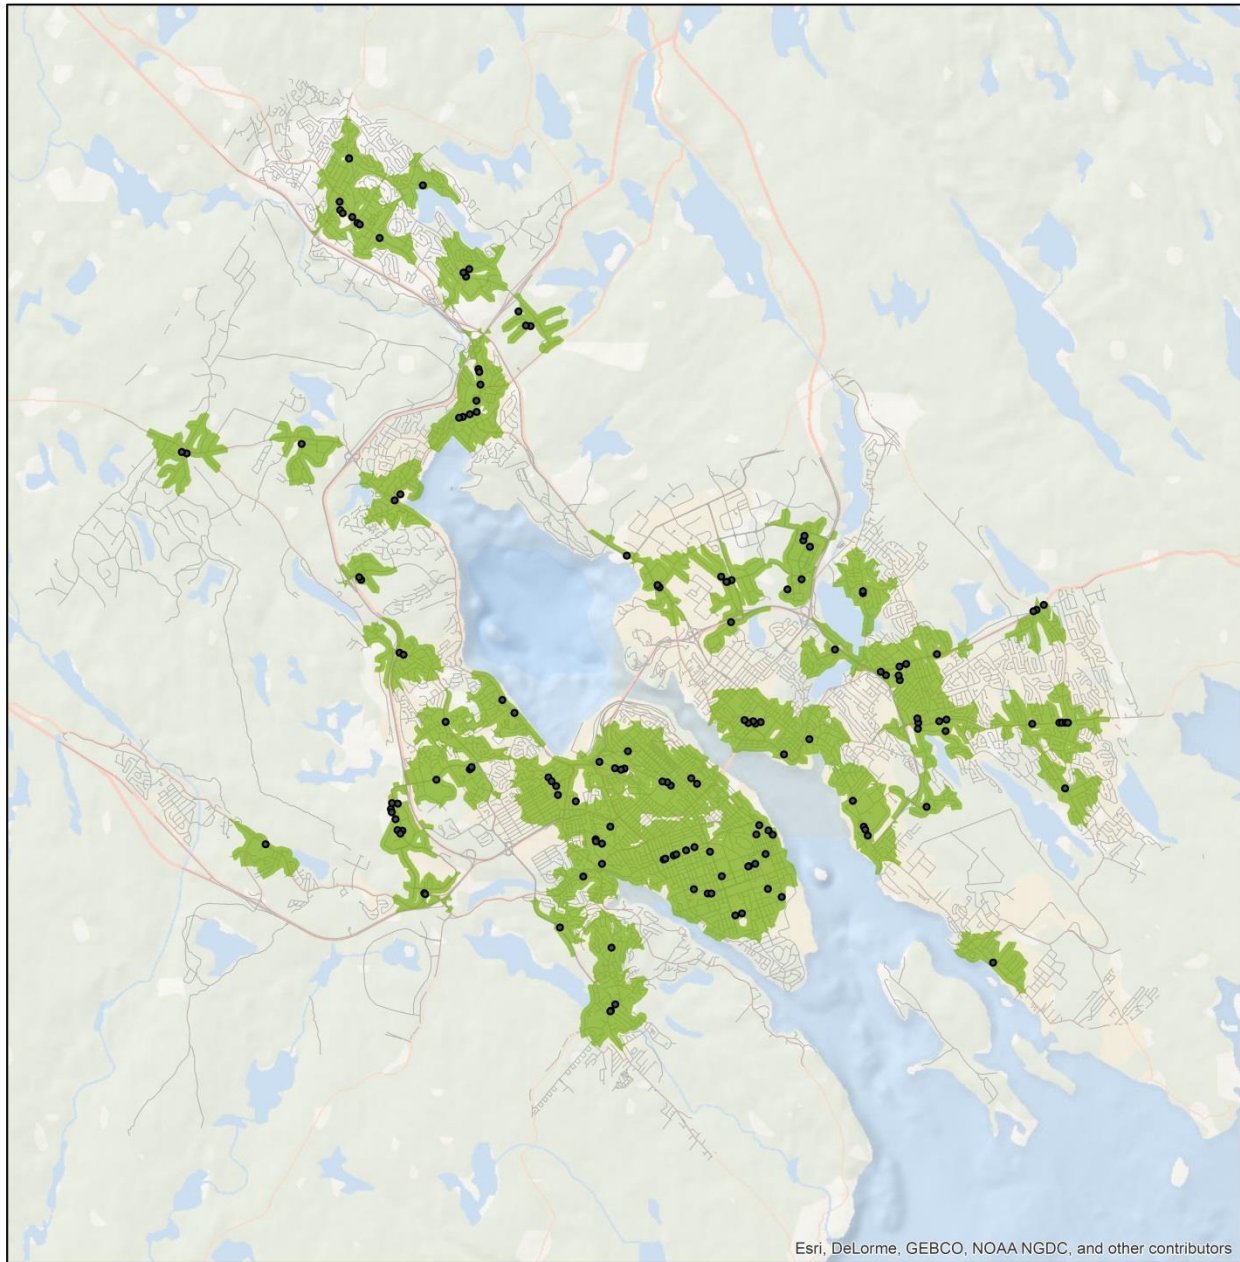 Esri, DeLorme, GEBCO, NOAA NGDC, and other contributors